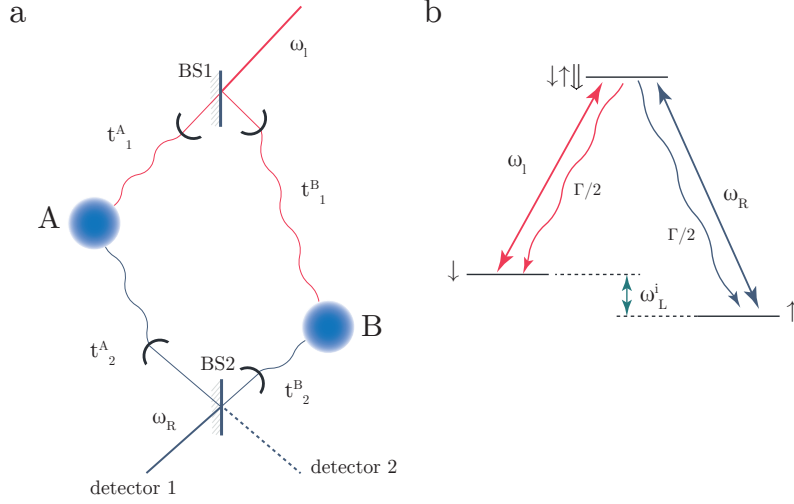 a
b
ω_l
BS1
t^A_1
t^B_1
A
B
t^A_2
BS2
t^B_2
ω_R
detector 1
detector 2
↓↑⇓
ω_l
Γ/2
ω_R
Γ/2
↓
ω^i_L
↑